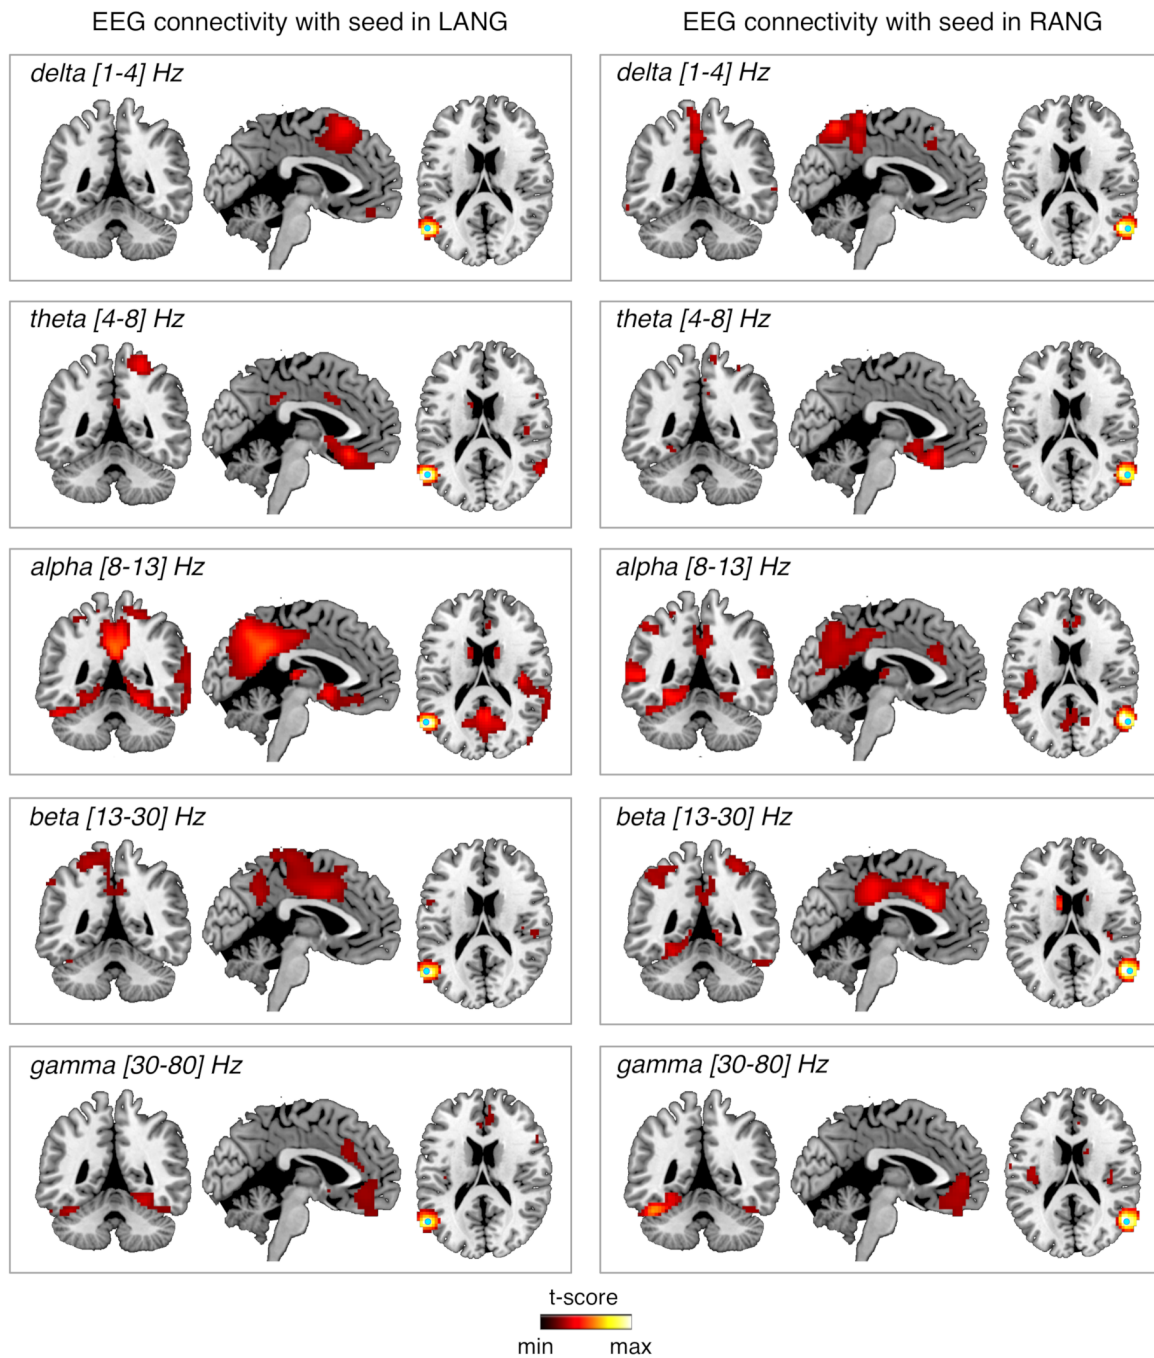 EEG connectivity with seed in LANG
EEG connectivity with seed in RANG
delta [1-4] Hz
delta [1-4] Hz
theta [4-8] Hz
theta [4-8] Hz
alpha [8-13] Hz
alpha [8-13] Hz
beta [13-30] Hz
beta [13-30] Hz
gamma [30-80] Hz
gamma [30-80] Hz
t-score
min max